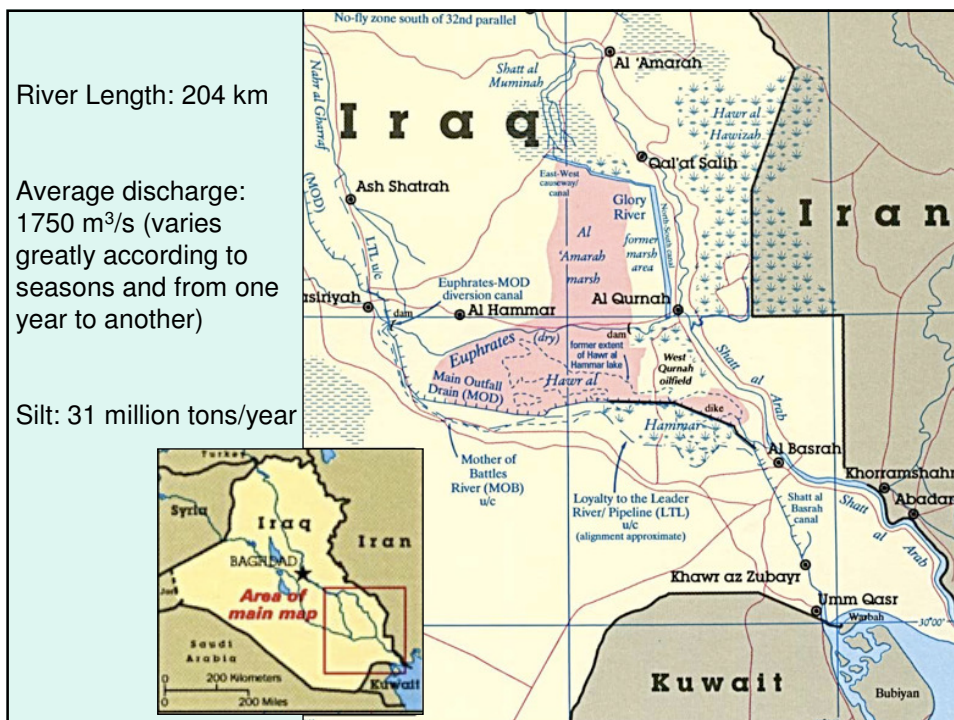 River Length: 204 km
Average discharge:
1750 m³/s (varies
greatly according to
seasons and from one
year to another)
Silt: 31 million tons/year
No-fly zone south of 32nd parallel
Al 'Amarah
Shatt al
Muminah
Nahr al Gharraf
Iraq
Hawr al
Hawizah
Qal'at Salih
East-West
causeway/
canal
Ash Shatrah
(MOD)
Glory
River
North-South canal
Iran
Al
'Amarah
marsh
former
marsh
area
LTL u/c
Euphrates-MOD
diversion canal
asiriyah
dam
Al Hammar
Al Qurnah
Euphrates
(dry)
dam
former extent
of Hawr al
Hammar lake
West
Qurnah
oilfield
Shatt
al
Arab
Main Outfall
Drain (MOD)
Hawr al
dike
Hammar
Mother of
Battles
River (MOB)
u/c
Al Basrah
Khorramshahr
Abadan
Loyalty to the Leader
River/ Pipeline (LTL)
u/c
(alignment approximate)
Shatt al
Basrah
canal
Shatt
al
Arab
Khawr az Zubayr
Umm Qasr
Warbah
30°00'
Kuwait
Bubiyan
Turkey
Syria
Iraq
Iran
BAGHDAD
Area of
main map
Jor.
Saudi
Arabia
Kuwait
0 200 Kilometers
0 200 Miles